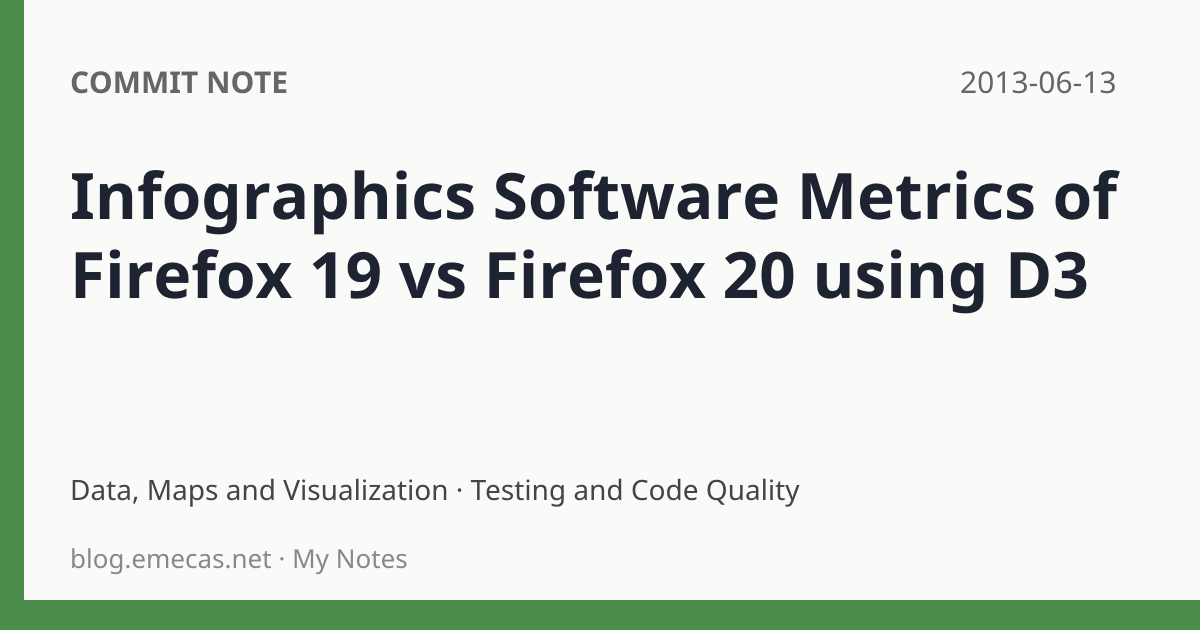 COMMIT NOTE
2013-06-13
Infographics Software Metrics of
Firefox 19 vs Firefox 20 using D3
Data, Maps and Visualization · Testing and Code Quality
blog.emecas.net · My Notes